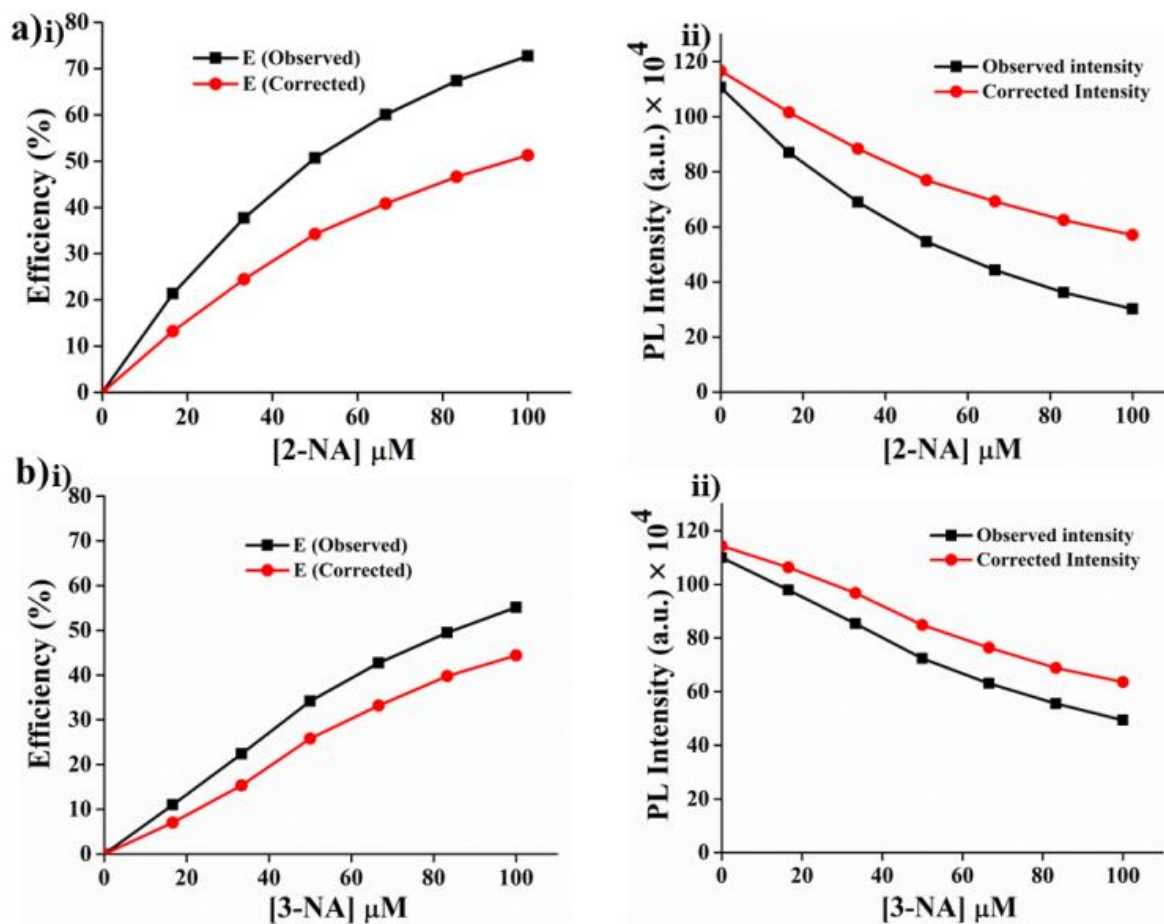 a)i)
80
70
60
50
40
30
20
10
0
Efficiency (%)
E (Observed)
E (Corrected)
0 20 40 60 80 100
[2-NA] μM
ii)
120
100
80
60
40
20
0
PL Intensity (a.u.) × 10⁴
Observed intensity
Corrected Intensity
0 20 40 60 80 100
[2-NA] μM
b)i)
80
70
60
50
40
30
20
10
0
Efficiency (%)
E (Observed)
E (Corrected)
0 20 40 60 80 100
[3-NA] μM
ii)
120
100
80
60
40
20
0
PL Intensity (a.u.) × 10⁴
Observed intensity
Corrected Intensity
0 20 40 60 80 100
[3-NA] μM